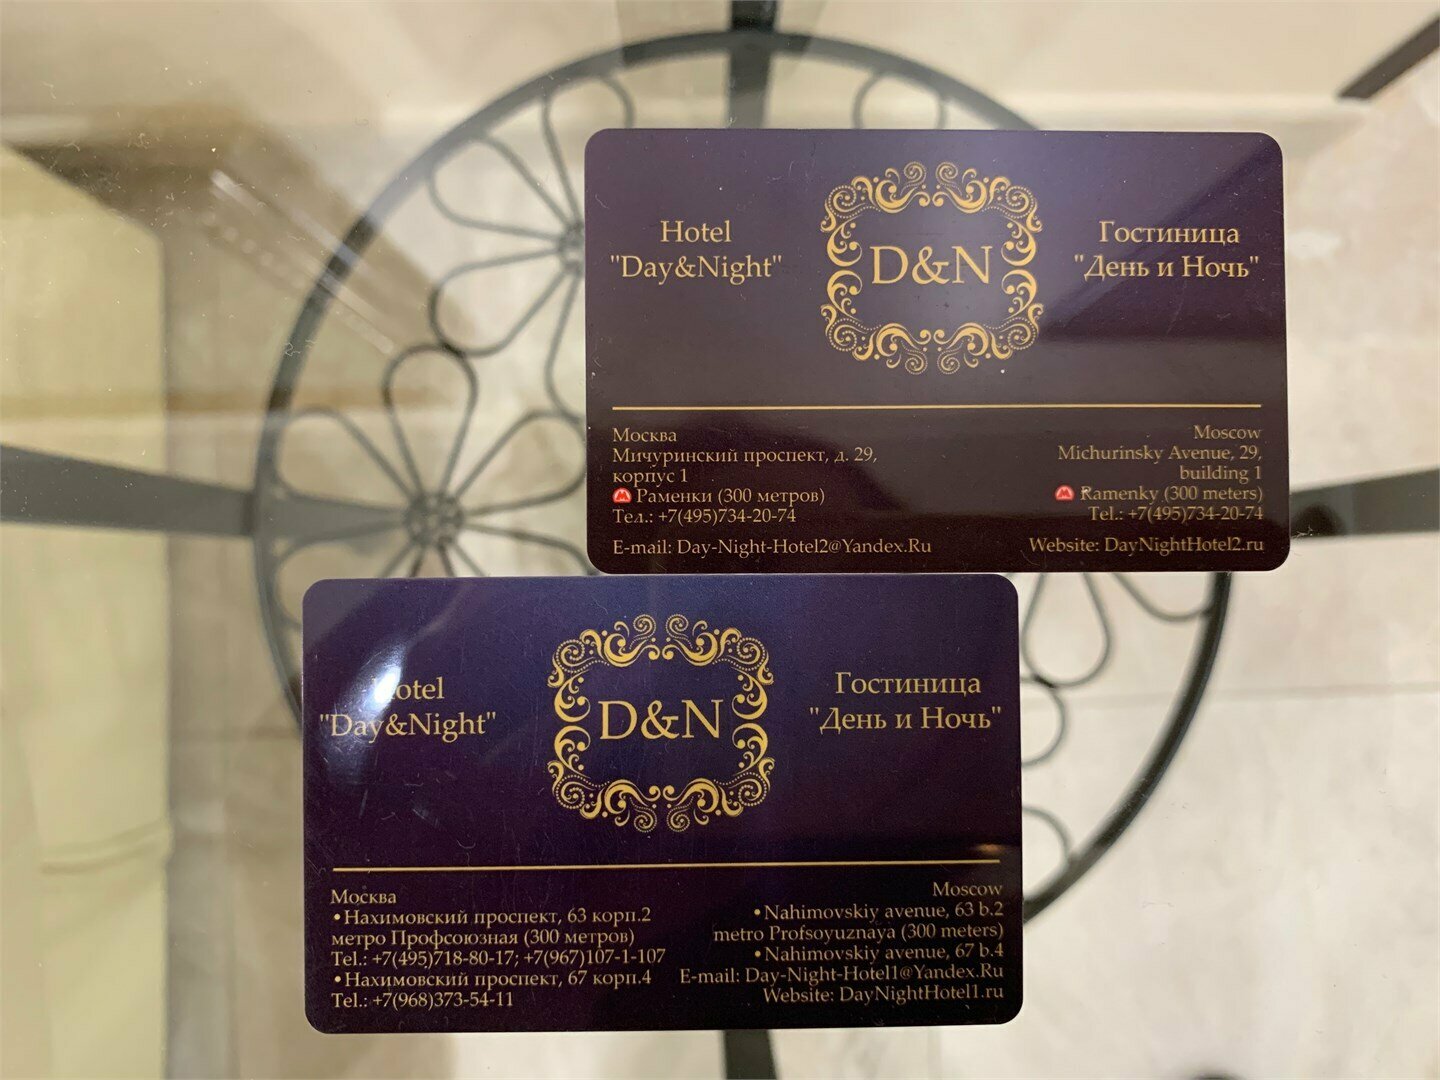 Hotel
"Day&Night"
D&N
Гостиница
"День и Ночь"
Москва
Мичуринский проспект, д. 29,
корпус 1
М Раменки (300 метров)
Тел.: +7(495)734-20-74
E-mail: Day-Night-Hotel2@Yandex.Ru
Moscow
Michurinsky Avenue, 29,
building 1
М Ramenky (300 meters)
Tel.: +7(495)734-20-74
Website: DayNightHotel2.ru
Hotel
"Day&Night"
D&N
Гостиница
"День и Ночь"
Москва
•Нахимовский проспект, 63 корп.2
метро Профсоюзная (300 метров)
Tel.: +7(495)718-80-17; +7(967)107-1-107
•Нахимовский проспект, 67 корп.4
Tel.: +7(968)373-54-11
Moscow
•Nahimovskiy avenue, 63 b.2
metro Profsoyuznaya (300 meters)
•Nahimovskiy avenue, 67 b.4
E-mail: Day-Night-Hotel1@Yandex.Ru
Website: DayNightHotel1.ru